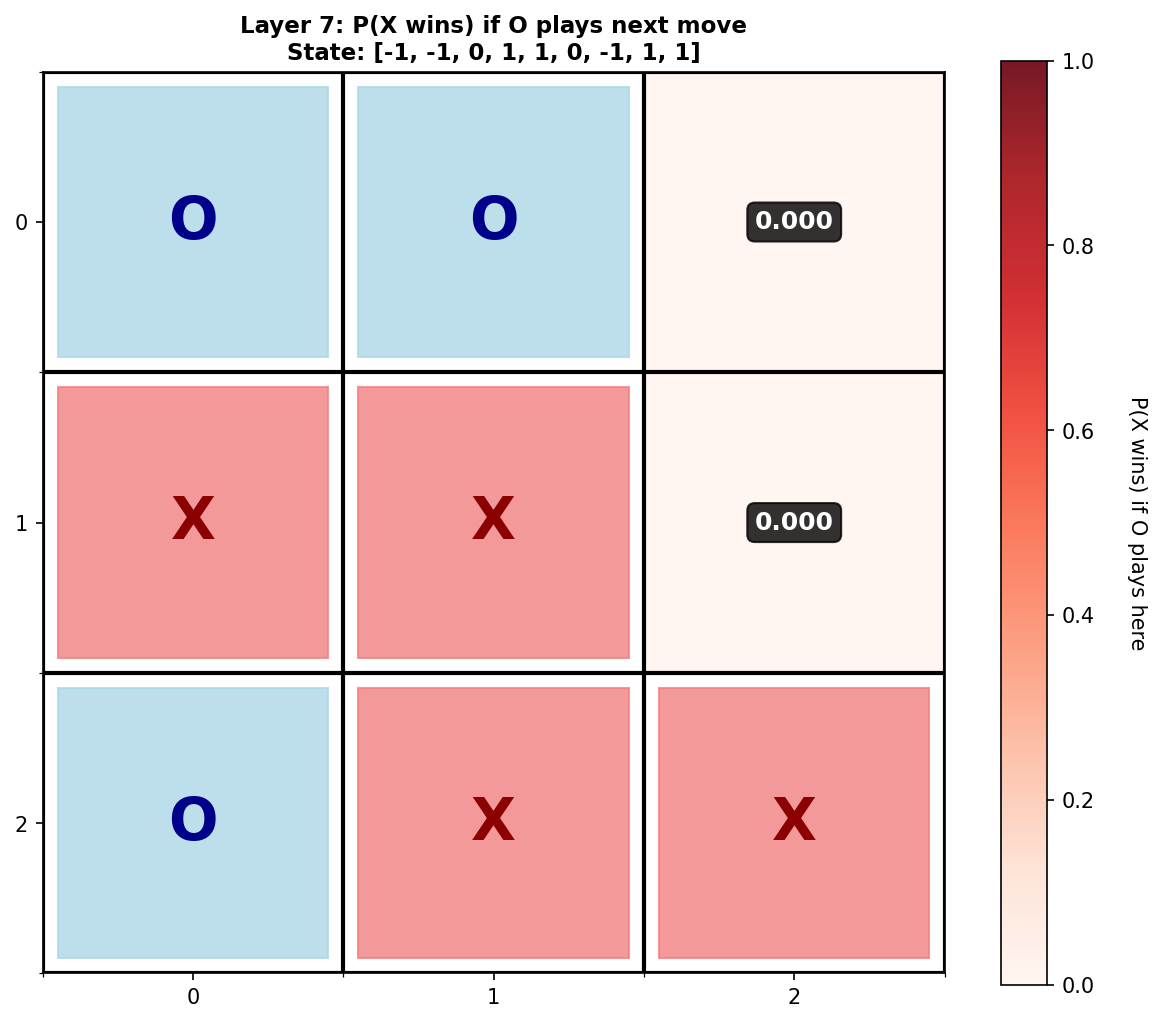 Layer 7: P(X wins) if O plays next move
State: [-1, -1, 0, 1, 1, 0, -1, 1, 1]
0
O
O
0.000
1
X
X
0.000
2
O
X
X
0
1
2
1.0
0.8
0.6
0.4
0.2
0.0
P(X wins) if O plays here